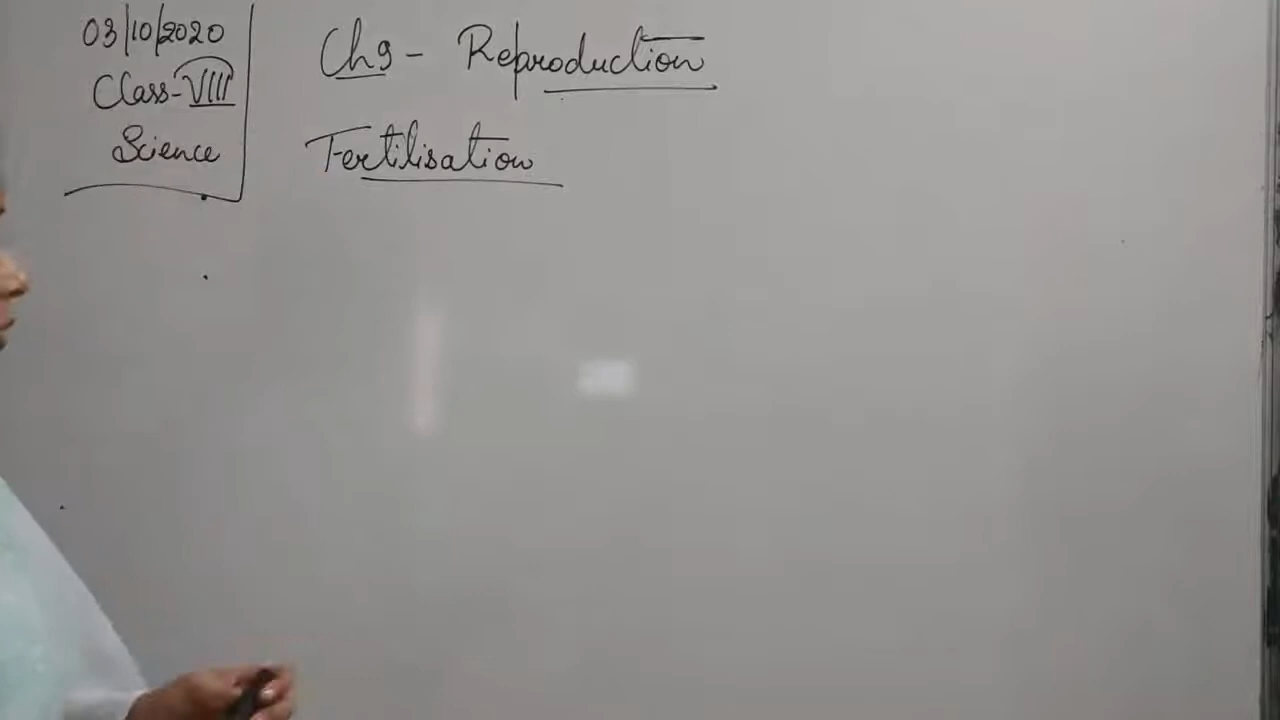 03/10/2020
Class-VIII
Science
Ch9- Reproduction
Fertilisation